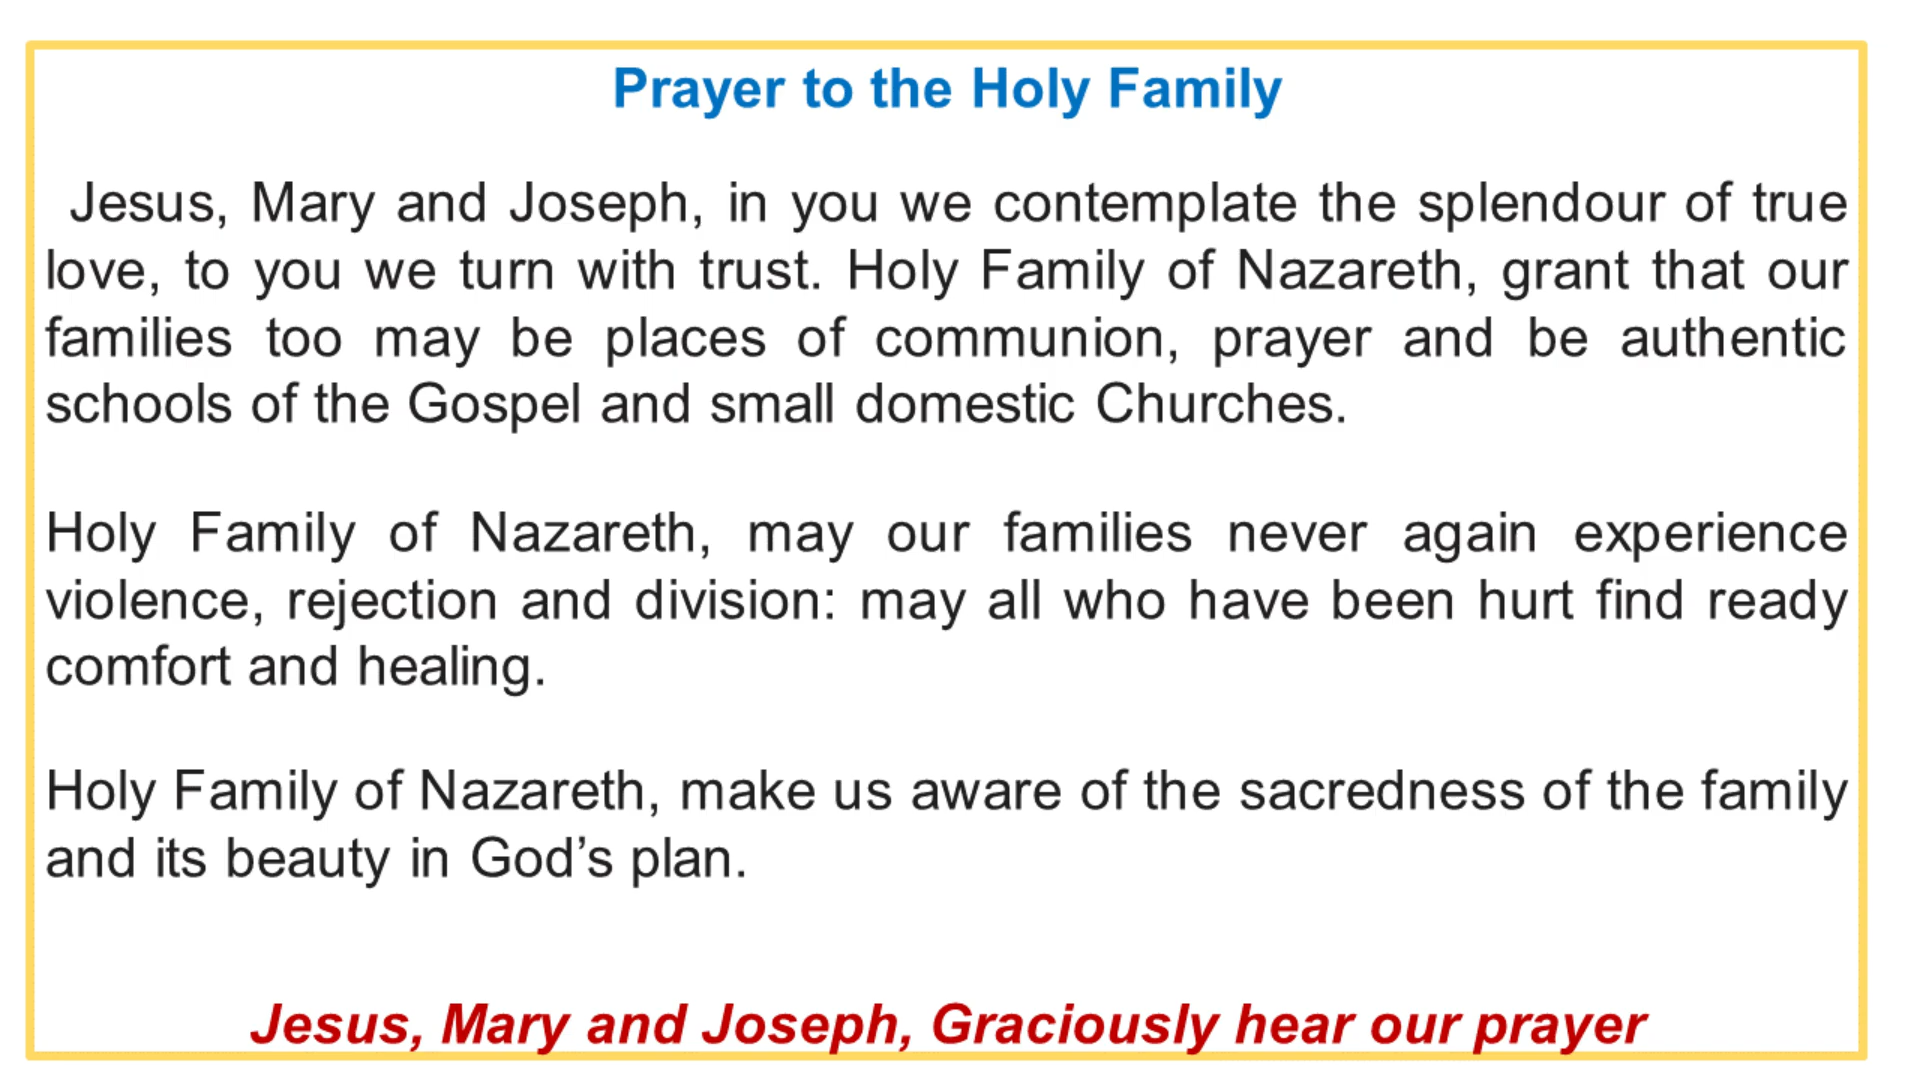 Prayer to the Holy Family
Jesus, Mary and Joseph, in you we contemplate the splendour of true
love, to you we turn with trust. Holy Family of Nazareth, grant that our
families too may be places of communion, prayer and be authentic
schools of the Gospel and small domestic Churches.
Holy Family of Nazareth, may our families never again experience
violence, rejection and division: may all who have been hurt find ready
comfort and healing.
Holy Family of Nazareth, make us aware of the sacredness of the family
and its beauty in God’s plan.
Jesus, Mary and Joseph, Graciously hear our prayer